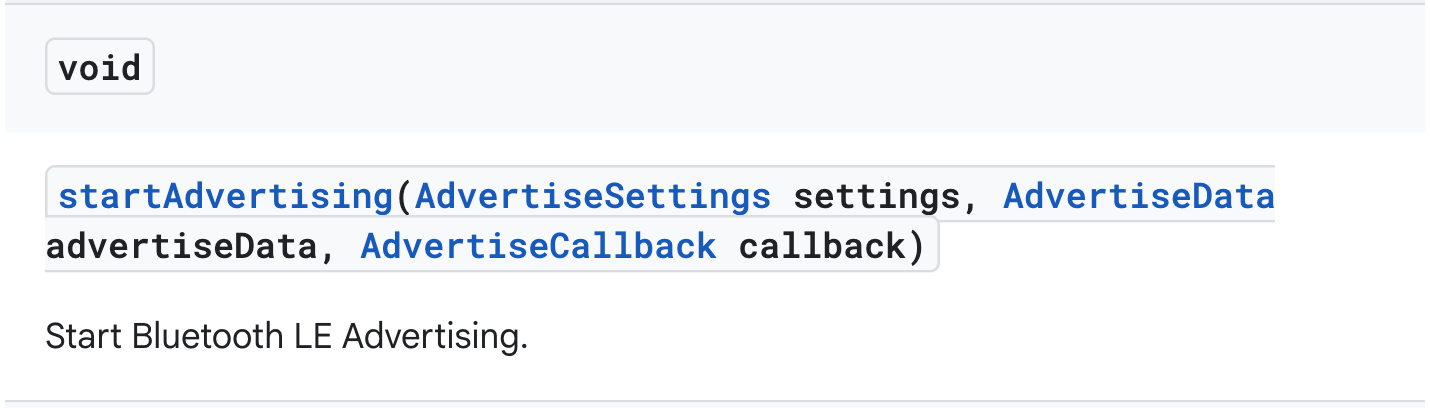 void
startAdvertising(AdvertiseSettings settings, AdvertiseData
advertiseData, AdvertiseCallback callback)
Start Bluetooth LE Advertising.